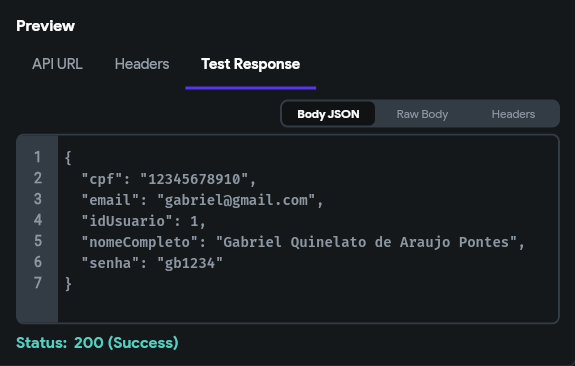 Preview
API URL Headers Test Response
Body JSON Raw Body Headers
1 {
2 "cpf": "12345678910",
3 "email": "gabriel@gmail.com",
4 "idUsuario": 1,
5 "nomeCompleto": "Gabriel Quinelato de Araujo Pontes",
6 "senha": "gb1234"
7 }
Status: 200 (Success)